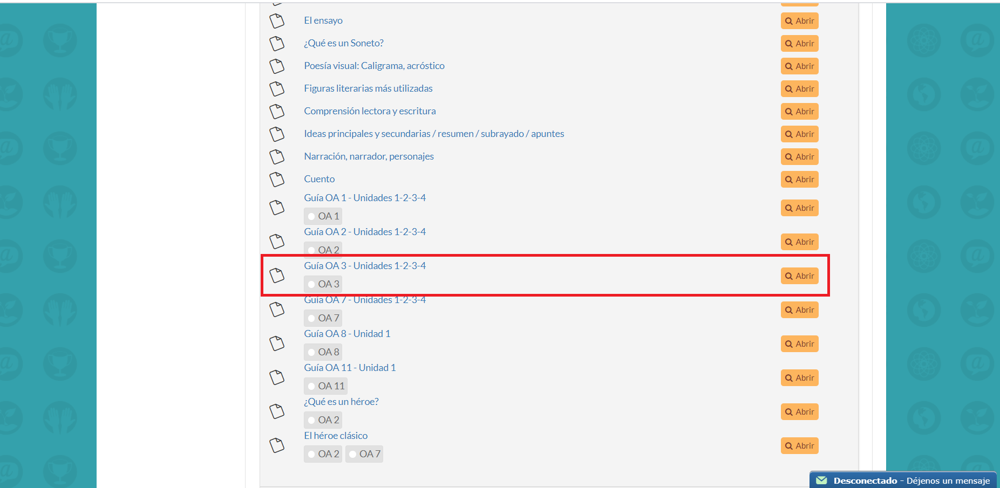 El ensayo
Abrir
¿Qué es un Soneto?
Abrir
Poesía visual: Caligrama, acróstico
Abrir
Figuras literarias más utilizadas
Abrir
Comprensión lectora y escritura
Abrir
Ideas principales y secundarias / resumen / subrayado / apuntes
Abrir
Narración, narrador, personajes
Abrir
Cuento
Abrir
Guía OA 1 - Unidades 1-2-3-4
OA 1
Abrir
Guía OA 2 - Unidades 1-2-3-4
OA 2
Abrir
Guía OA 3 - Unidades 1-2-3-4
OA 3
Abrir
Guía OA 7 - Unidades 1-2-3-4
OA 7
Abrir
Guía OA 8 - Unidad 1
OA 8
Abrir
Guía OA 11 - Unidad 1
OA 11
Abrir
¿Qué es un héroe?
OA 2
Abrir
El héroe clásico
OA 2 OA 7
Abrir
Desconectado - Déjenos un mensaje